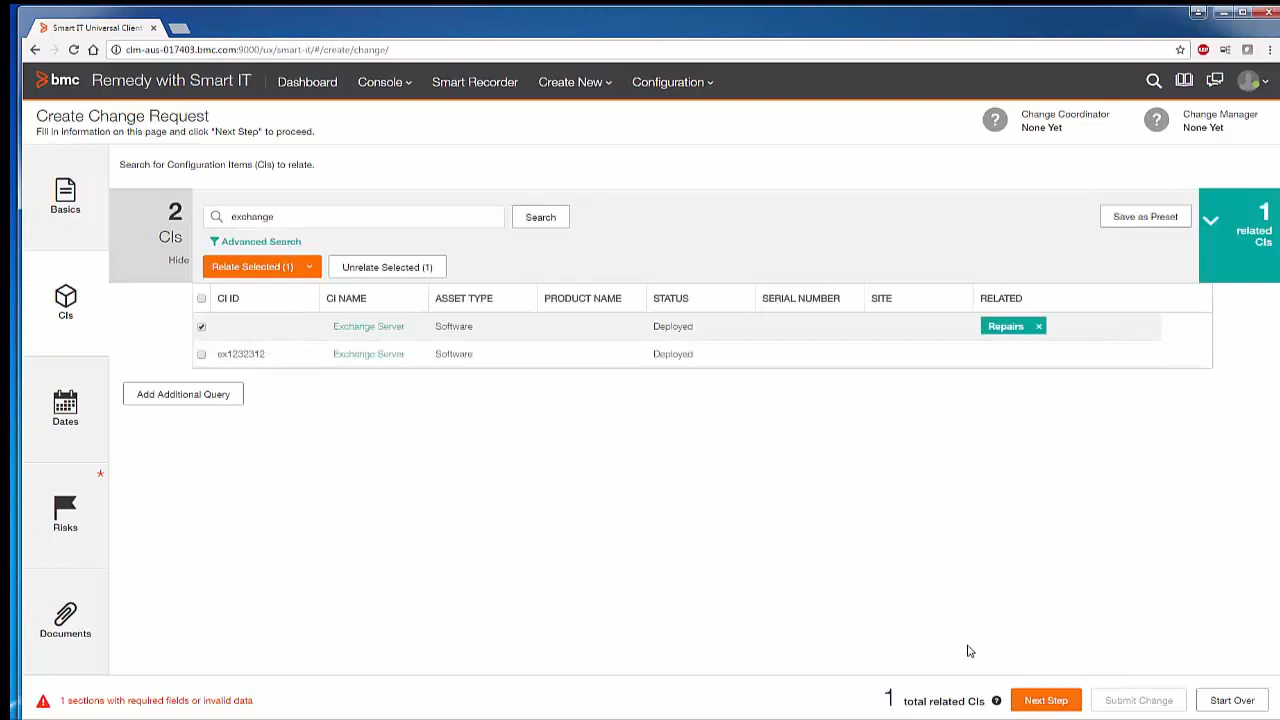 Smart IT Universal Client
clm-aus-017403.bmc.com:9000/ux/smart-it/#/create/change/
bmc Remedy with Smart IT Dashboard Console Smart Recorder Create New Configuration
Create Change Request
Fill in information on this page and click "Next Step" to proceed.
? Change Coordinator
None Yet
? Change Manager
None Yet
Basics
CIs
Dates
*
Risks
Documents
Search for Configuration Items (CIs) to relate.
2
CIs
Hide
exchange
Search
Save as Preset
1
related
CIs
Advanced Search
Relate Selected (1)
Unrelate Selected (1)
CI ID CI NAME ASSET TYPE PRODUCT NAME STATUS SERIAL NUMBER SITE RELATED
Exchange Server Software Deployed Repairs ×
ex1232312 Exchange Server Software Deployed
Add Additional Query
1 sections with required fields or invalid data
1 total related CIs ?
Next Step
Submit Change
Start Over